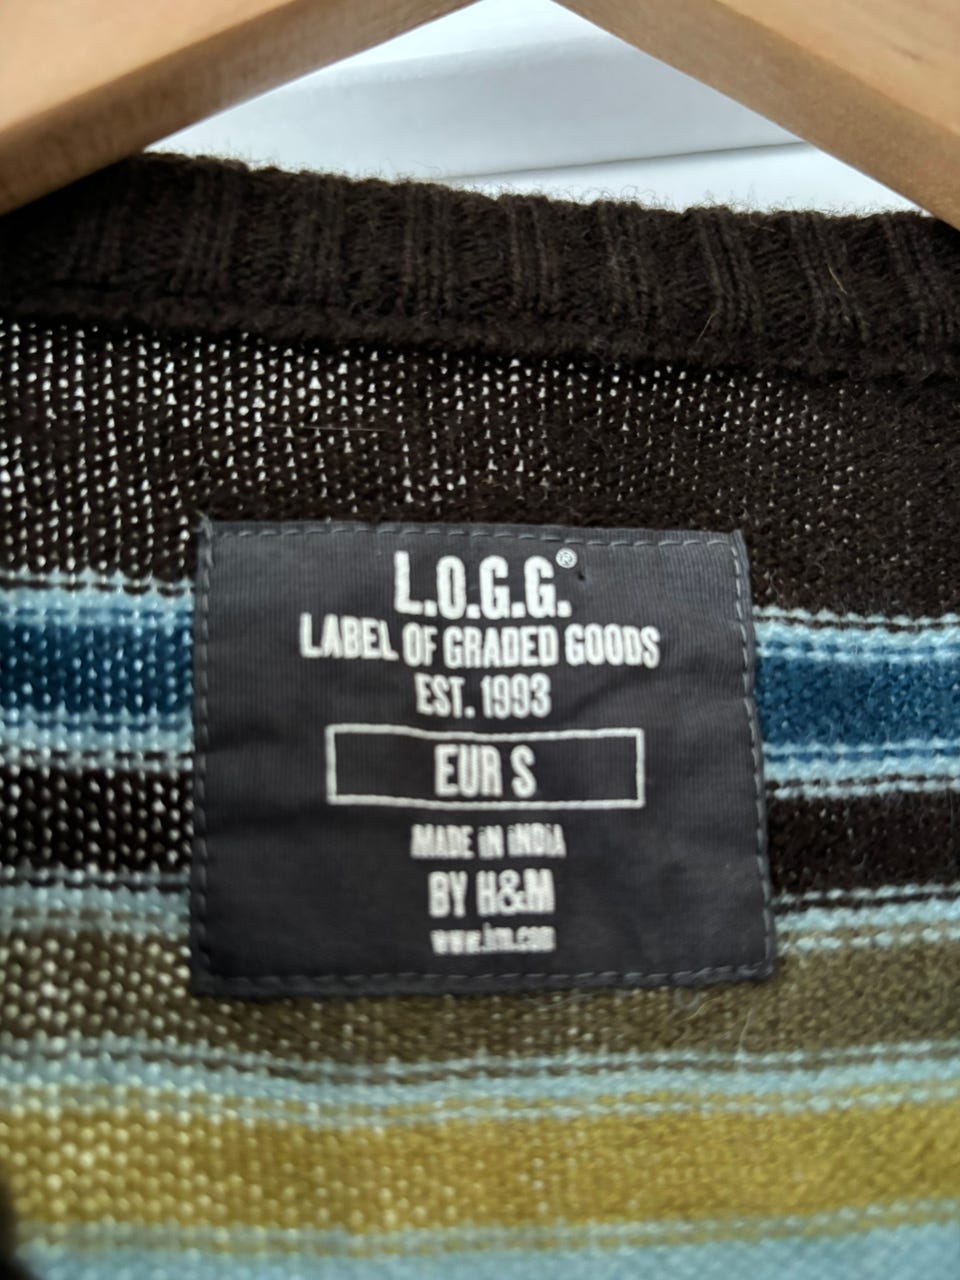 L.O.G.G.®
LABEL OF GRADED GOODS
EST. 1993
EUR S
MADE IN INDIA
BY H&M
www.hm.com